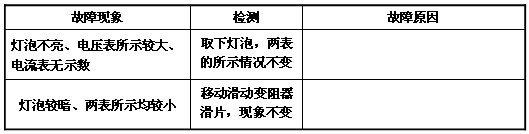 故障现象 检测 故障原因
灯泡不亮、电压表所示较大、
电流表无示数
取下灯泡，两表
的所示情况不变
灯泡较暗、两表所示均较小
移动滑动变阻器
滑片，现象不变